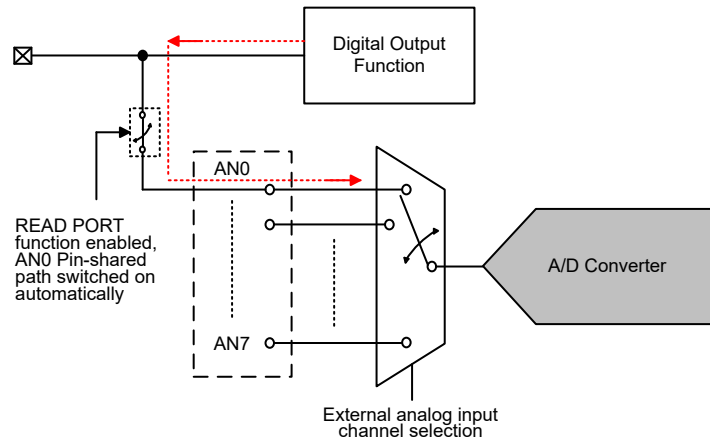 Digital Output
Function
AN0
READ PORT
function enabled,
AN0 Pin-shared
path switched on
automatically
A/D Converter
AN7
External analog input
channel selection